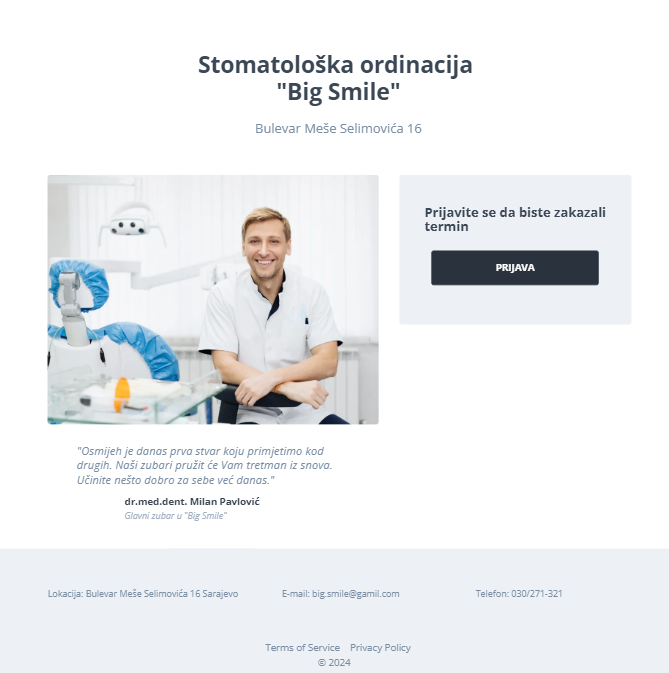 Stomatološka ordinacija
"Big Smile"
Bulevar Meše Selimovića 16
Prijavite se da biste zakazali
termin
PRIJAVA
"Osmijeh je danas prva stvar koju primjetimo kod
drugih. Naši zubari pružit će Vam tretman iz snova.
Učinite nešto dobro za sebe već danas."
dr.med.dent. Milan Pavlović
Glavni zubar u "Big Smile"
Lokacija: Bulevar Meše Selimovića 16 Sarajevo
E-mail: big.smile@gamil.com
Telefon: 030/271-321
Terms of Service Privacy Policy
© 2024